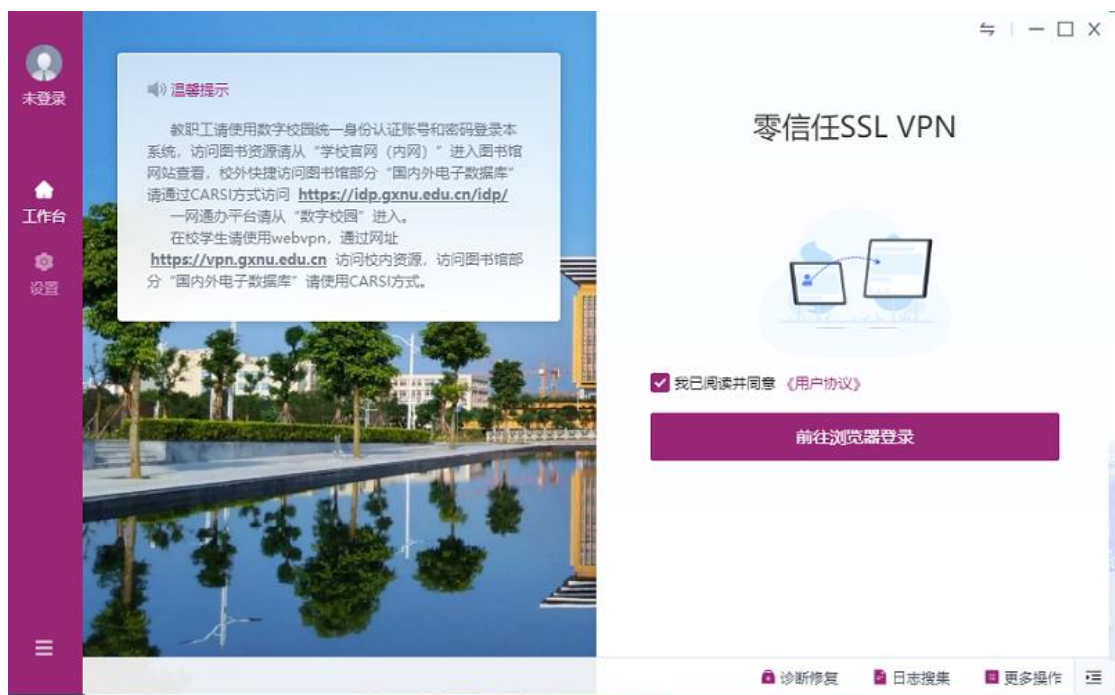 未登录
工作台
设置
温馨提示
教职工请使用数字校园统一身份认证账号和密码登录本
系统，访问图书资源请从“学校官网（内网）”进入图书馆
网站查看，校外快捷访问图书馆部分“国内外电子数据库”
请通过CARSI方式访问 https://idp.gxnu.edu.cn/idp/
一网通办平台请从“数字校园”进入。
在校学生请使用webvpn，通过网址
https://vpn.gxnu.edu.cn 访问校内资源，访问图书馆部
分“国内外电子数据库”请使用CARSI方式。
零信任SSL VPN
我已阅读并同意 《用户协议》
前往浏览器登录
诊断修复 日志搜集 更多操作